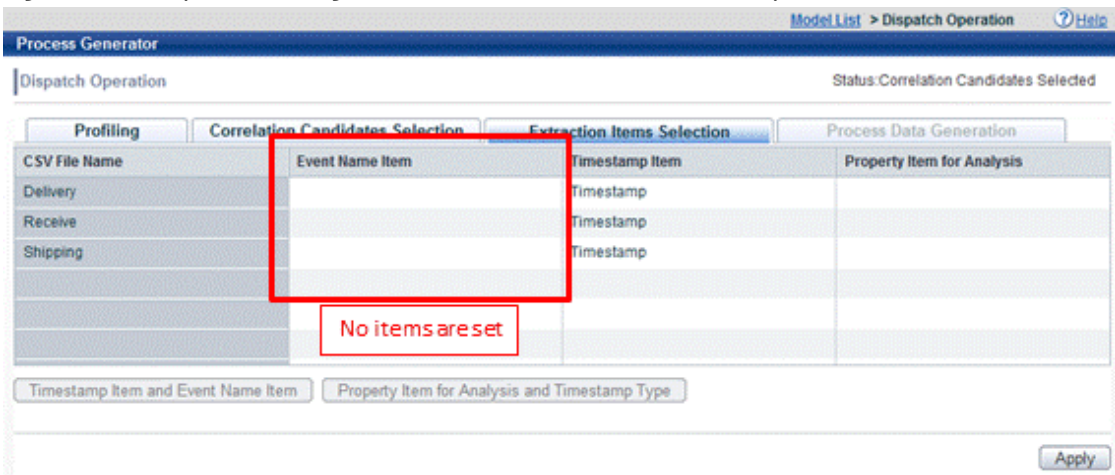 Model List > Dispatch Operation ? Help
Process Generator
Dispatch Operation Status:Correlation Candidates Selected
Profiling Correlation Candidates Selection Extraction Items Selection Process Data Generation
CSV File Name Event Name Item Timestamp Item Property Item for Analysis
Delivery Timestamp
Receive Timestamp
Shipping Timestamp
No items are set
Timestamp Item and Event Name Item Property Item for Analysis and Timestamp Type
Apply